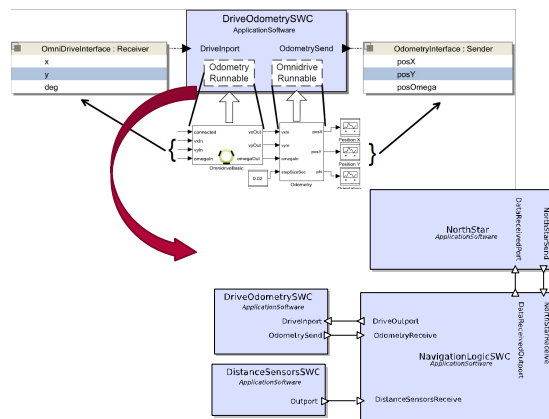 DriveOdometrySWC
ApplicationSoftware
OmniDriveInterface : Receiver
x
y
deg
DriveInport
OdometrySend
Odometry
Runnable
Omnidrive
Runnable
OdometryInterface : Sender
posX
posY
posOmega
connected
vxIn
vyIn
omegaIn
vxOut
vyOut
omegaOut
OmnidriveBasic
vxin
vyin
omegaIn
stepSizeSec
posX
posY
phi
Odometry
0.02
Position X
Position Y
{
}
NorthStar
ApplicationSoftware
DataReceivedPort
NorthStarSend
DriveOdometrySWC
ApplicationSoftware
DriveInport
OdometrySend
DistanceSensorsSWC
ApplicationSoftware
Outport
DriveOutport
OdometryReceive
NavigationLogicSWC
ApplicationSoftware
DistanceSensorsReceive
DataReceivedOutport
NorthStarReceive